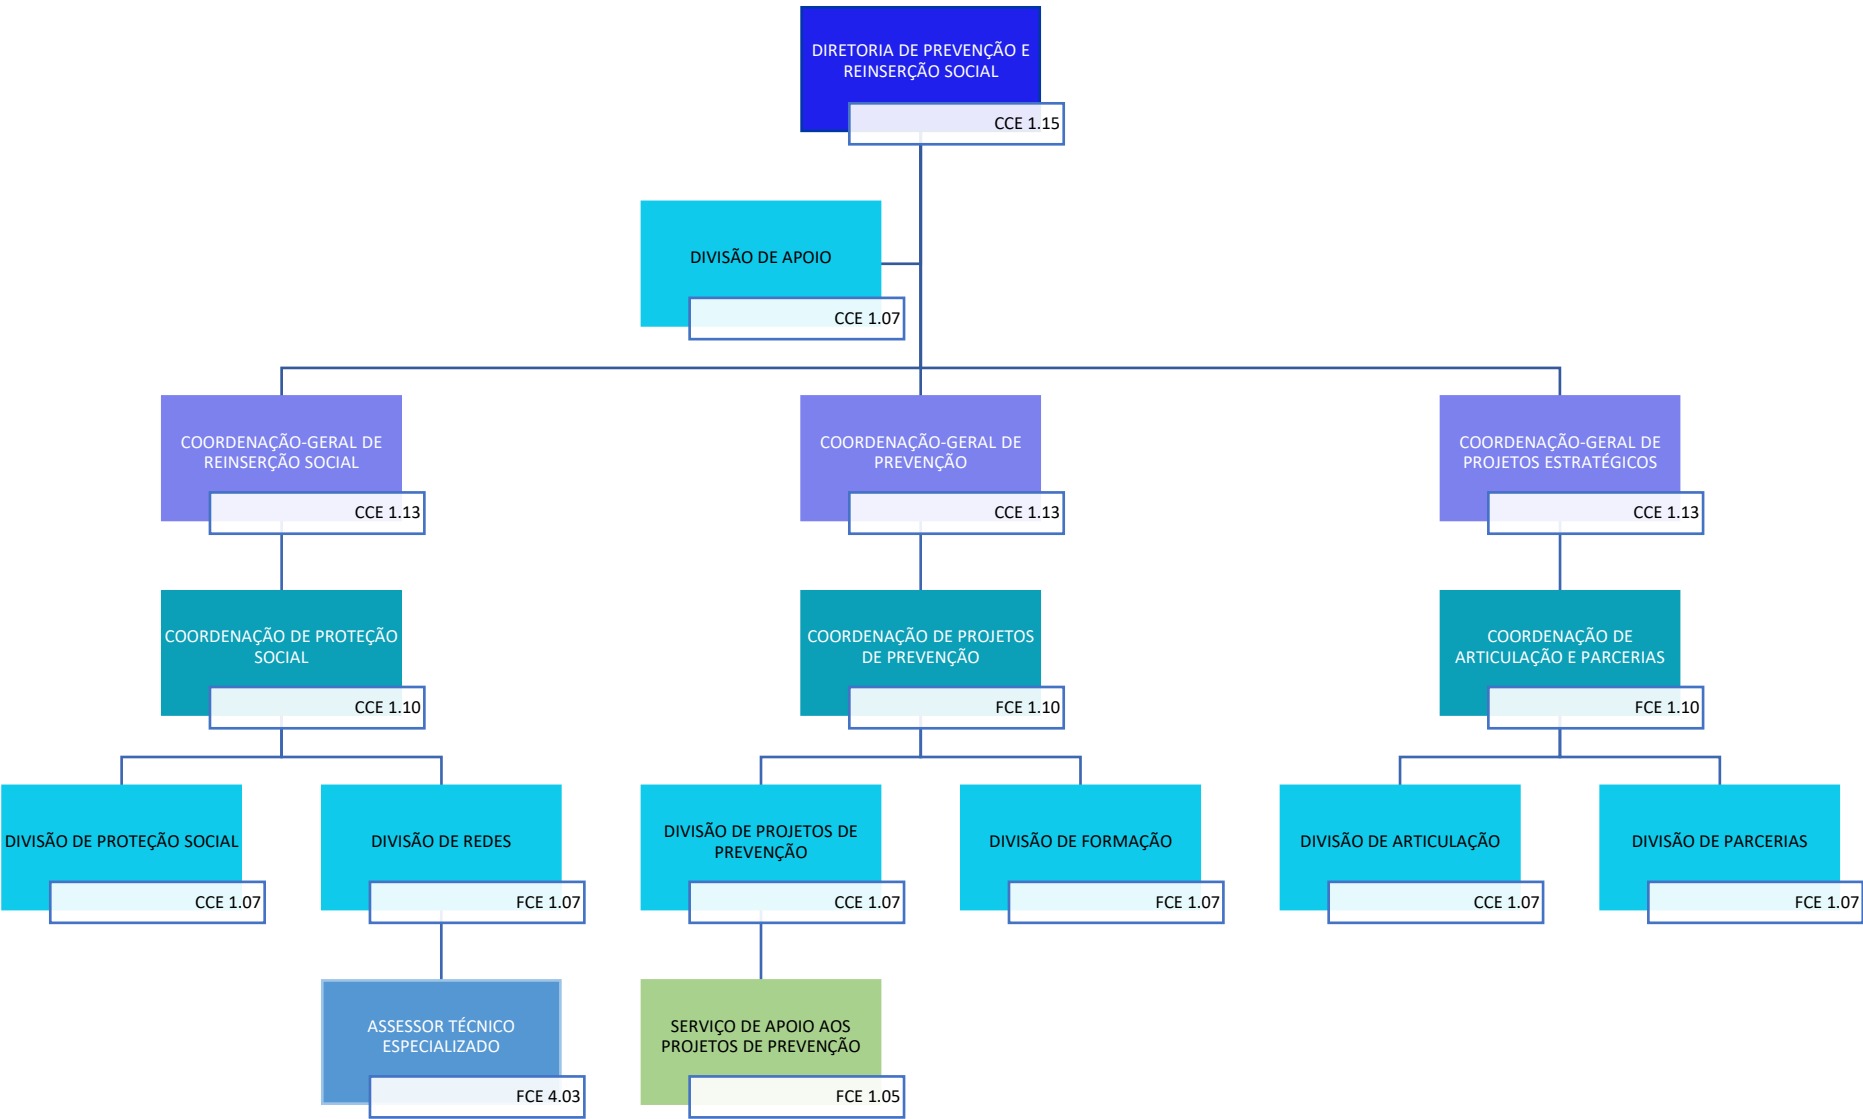 DIRETORIA DE PREVENÇÃO E
REINSERÇÃO SOCIAL
CCE 1.15
DIVISÃO DE APOIO
CCE 1.07
COORDENAÇÃO-GERAL DE
REINSERÇÃO SOCIAL
CCE 1.13
COORDENAÇÃO-GERAL DE
PREVENÇÃO
CCE 1.13
COORDENAÇÃO-GERAL DE
PROJETOS ESTRATÉGICOS
CCE 1.13
COORDENAÇÃO DE PROTEÇÃO
SOCIAL
CCE 1.10
COORDENAÇÃO DE PROJETOS
DE PREVENÇÃO
FCE 1.10
COORDENAÇÃO DE
ARTICULAÇÃO E PARCERIAS
FCE 1.10
DIVISÃO DE PROTEÇÃO SOCIAL
CCE 1.07
DIVISÃO DE REDES
FCE 1.07
DIVISÃO DE PROJETOS DE
PREVENÇÃO
CCE 1.07
DIVISÃO DE FORMAÇÃO
FCE 1.07
DIVISÃO DE ARTICULAÇÃO
CCE 1.07
DIVISÃO DE PARCERIAS
FCE 1.07
ASSESSOR TÉCNICO
ESPECIALIZADO
FCE 4.03
SERVIÇO DE APOIO AOS
PROJETOS DE PREVENÇÃO
FCE 1.05